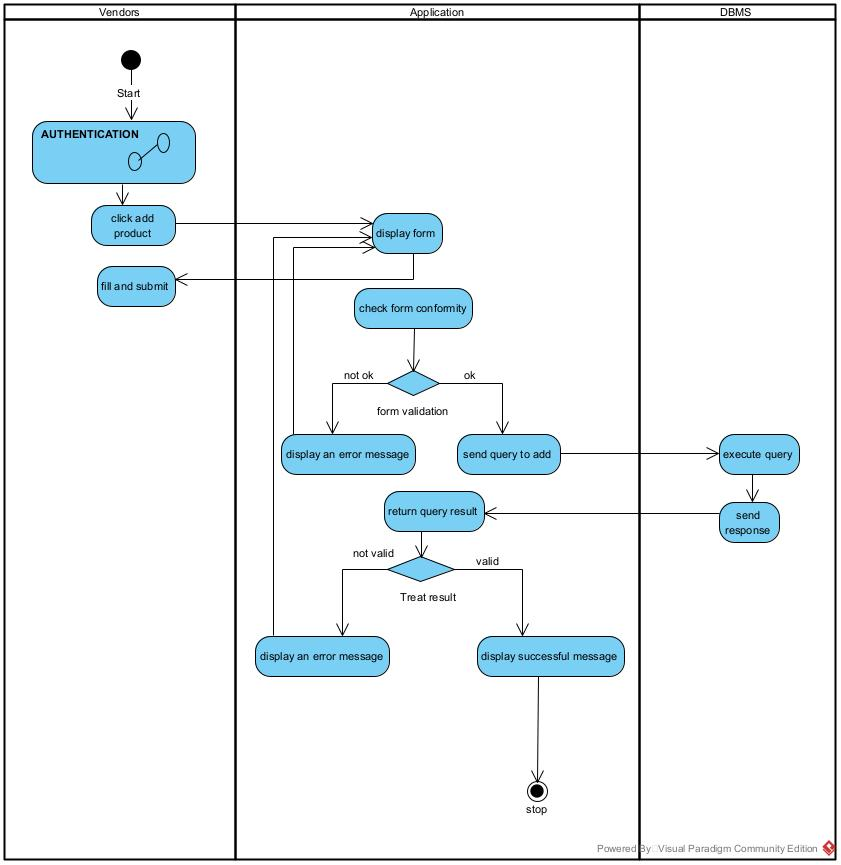 Vendors
Application
DBMS
Start
AUTHENTICATION
click add
product
display form
fill and submit
check form conformity
not ok
ok
form validation
display an error message
send query to add
execute query
return query result
send
response
not valid
valid
Treat result
display an error message
display successful message
stop
Powered By Visual Paradigm Community Edition